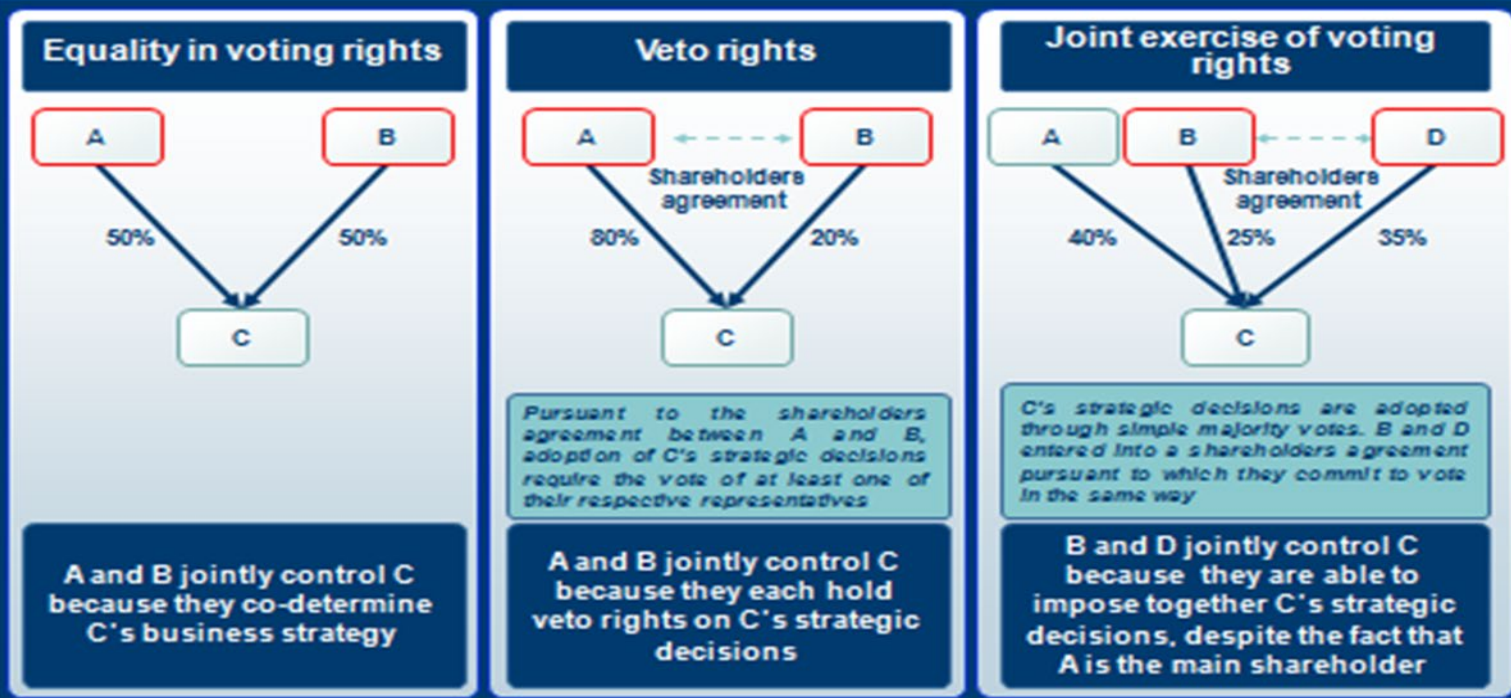 Equality in voting rights
A
B
50%
50%
C
A and B jointly control C
because they co-determine
C's business strategy
Veto rights
A
B
Shareholders
agreement
80%
20%
C
Pursuant to the shareholders
agreement between A and B,
adoption of C's strategic decisions
require the vote of at least one of
their respective representatives
A and B jointly control C
because they each hold
veto rights on C's strategic
decisions
Joint exercise of voting
rights
A
B
D
Shareholders
agreement
40%
25%
35%
C
C's strategic decisions are adopted
through simple majority votes. B and D
entered into a shareholders agreement
pursuant to which they commit to vote
in the same way
B and D jointly control C
because they are able to
impose together C's strategic
decisions, despite the fact that
A is the main shareholder